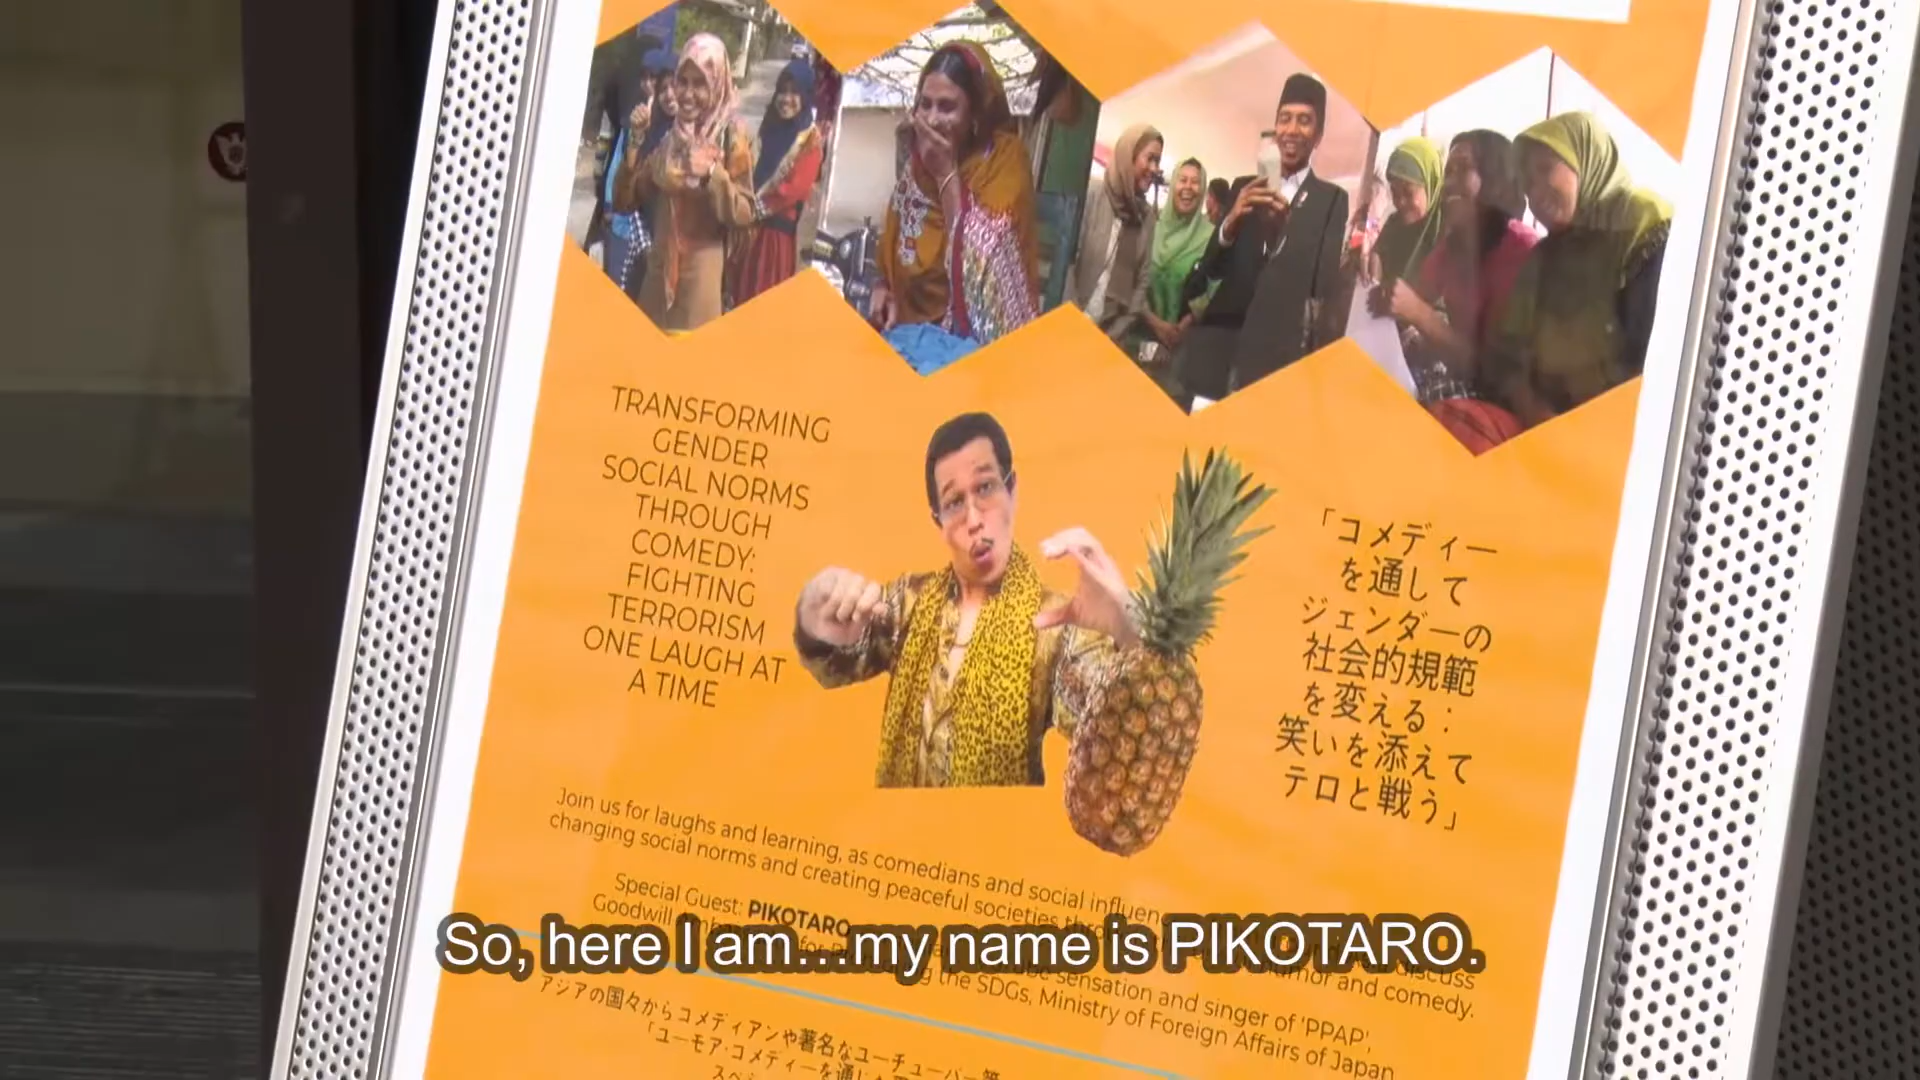 TRANSFORMING
GENDER
SOCIAL NORMS
THROUGH
COMEDY:
FIGHTING
TERRORISM
ONE LAUGH AT
A TIME
「コメディー
を通して
ジェンダーの
社会的規範
を変える:
笑いを添えて
テロと戦う」
Join us for laughs and learning, as comedians and social influen discuss
changing social norms and creating peaceful societies through humor and comedy.
Special Guest: PIKOTARO sensation and singer of 'PPAP',
Goodwill for the SDGs, Ministry of Foreign Affairs of Japan
So, here I am...my name is PIKOTARO.
アジアの国々からコメディアンや著名なユーチューバー等
「ユーモア・コメディーを通じ